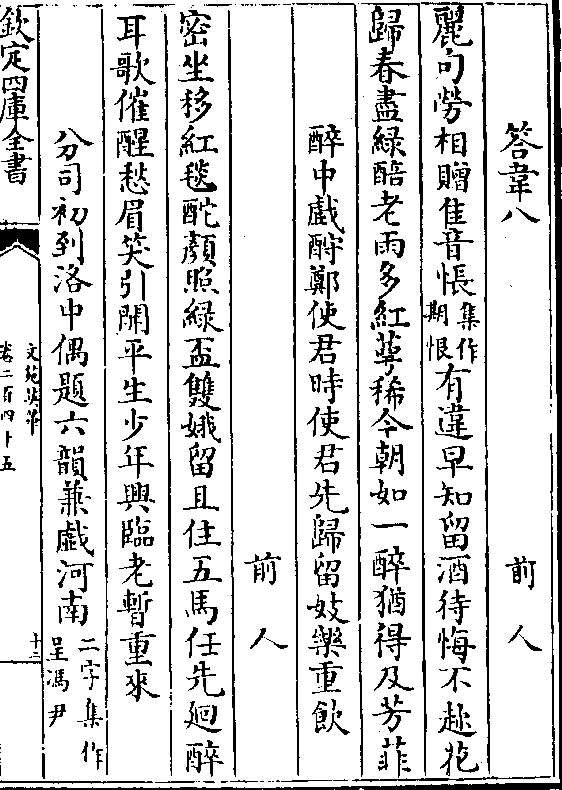 答韋八　前人
麗句勞相贈佳音悵集作期恨有違早知留酒待悔不趂花
歸春盡緑醅老雨多紅蕚稀今朝如一醉猶得及芳菲
醉中戯酧鄭使君時使君先歸留妓樂重飲
前人
密坐移紅毯酡顔照緑盃雙娥留且住五馬任先廻醉
耳歌催醒愁眉笑引開平生少年興臨老暫重來
分司初到洛中偶題六韻兼戯河南二字集作呈馮尹
欽定四庫全書
文苑英華
卷二百四十五
十三